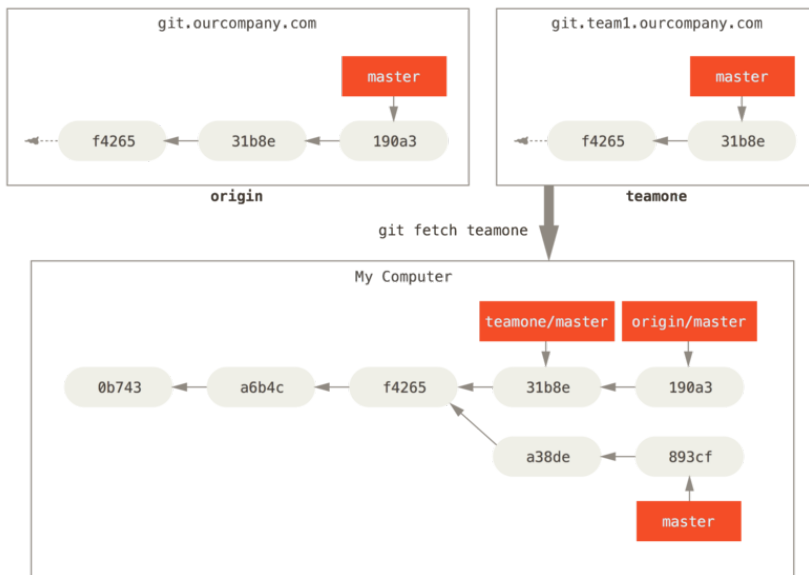 git.ourcompany.com
master
f4265 31b8e 190a3
origin
git.team1.ourcompany.com
master
f4265 31b8e
teamone
git fetch teamone
My Computer
teamone/master origin/master
0b743 a6b4c f4265 31b8e 190a3
a38de 893cf
master